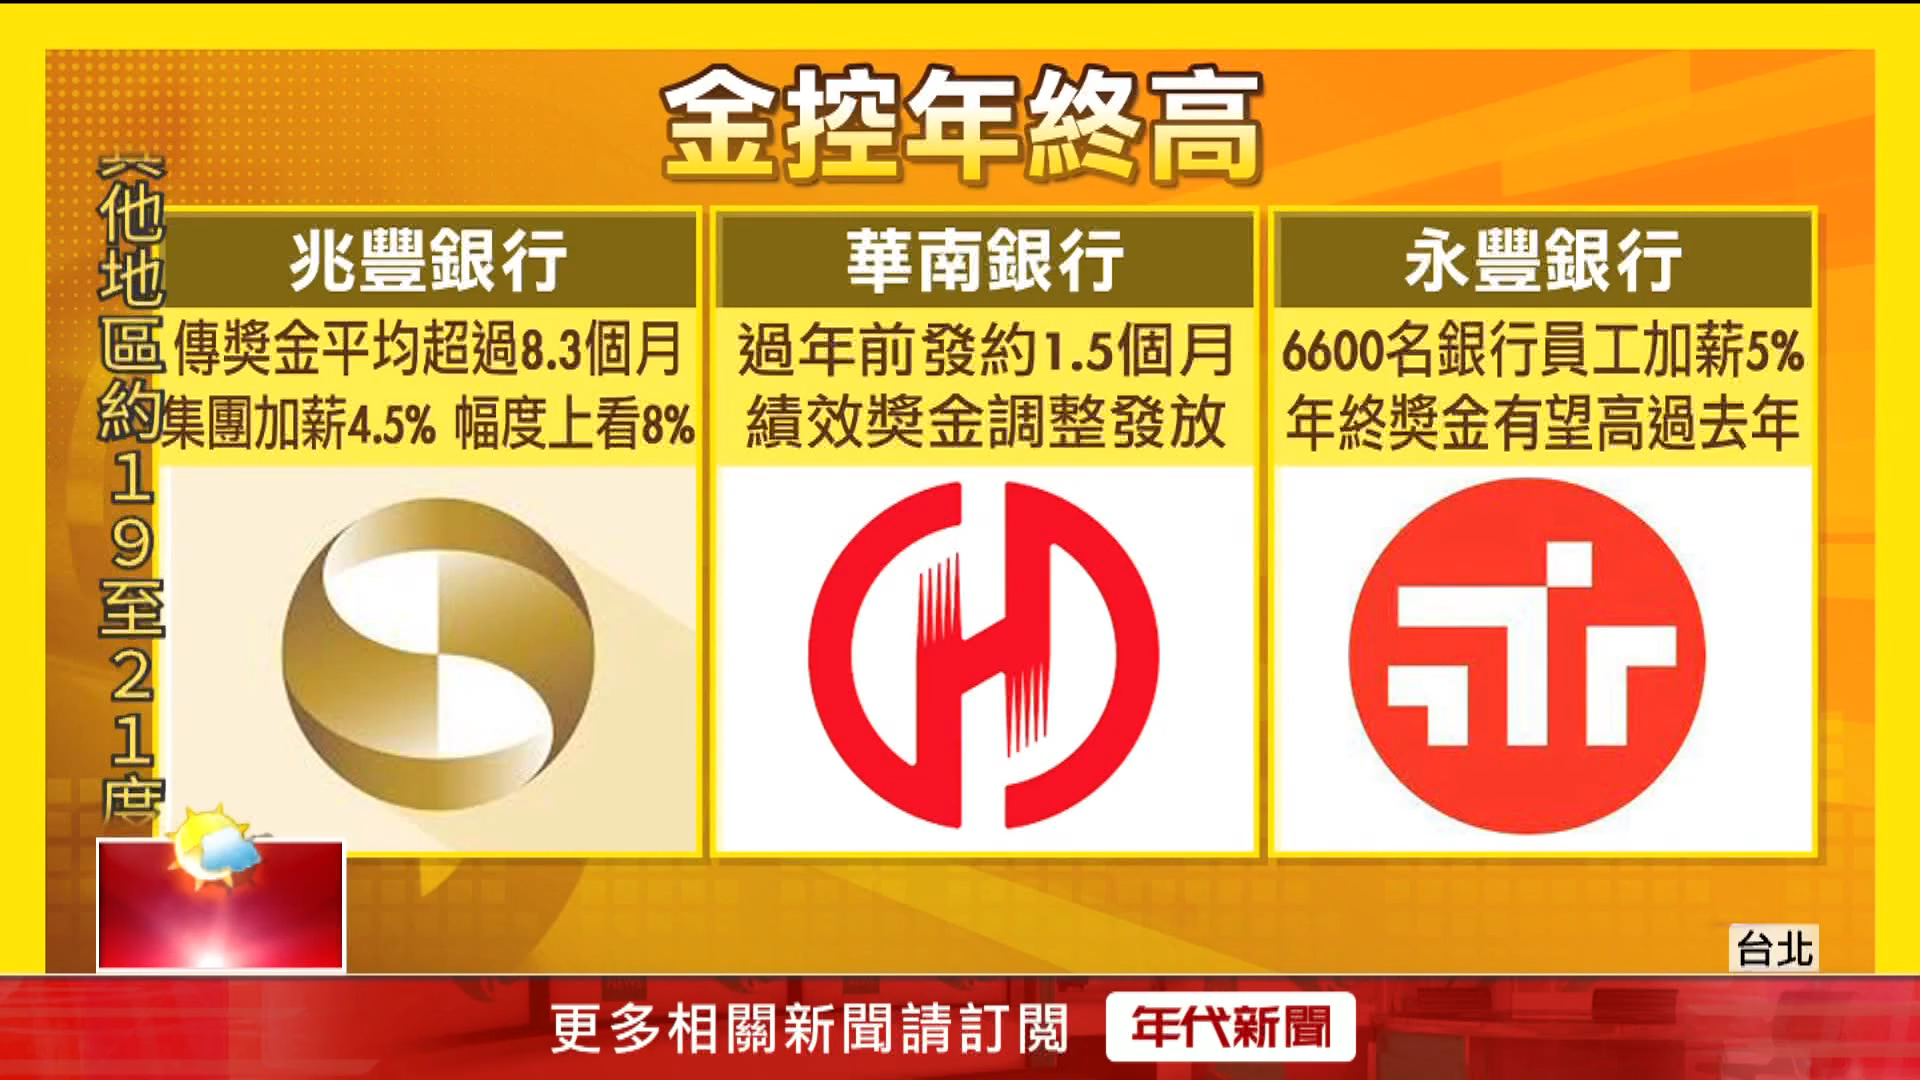 金控年終高
兆豐銀行
傳獎金平均超過8.3個月
集團加薪4.5% 幅度上看8%
華南銀行
過年前發約1.5個月
績效獎金調整發放
永豐銀行
6600名銀行員工加薪5%
年終獎金有望高過去年
其他地區約19至21度
台北
更多相關新聞請訂閱
年代新聞